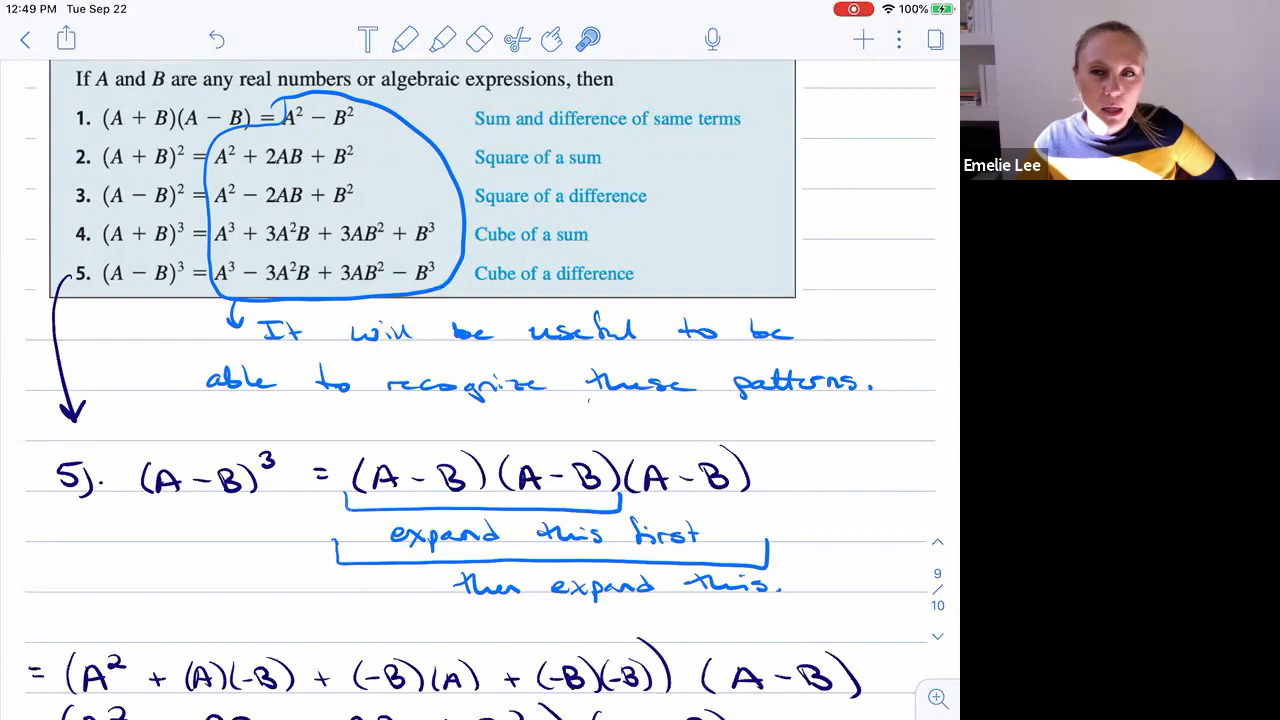 12:49 PM Tue Sep 22
100%
If A and B are any real numbers or algebraic expressions, then
1. (A + B)(A − B) = A² − B² Sum and difference of same terms
2. (A + B)² = A² + 2AB + B² Square of a sum
3. (A − B)² = A² − 2AB + B² Square of a difference
4. (A + B)³ = A³ + 3A²B + 3AB² + B³ Cube of a sum
5. (A − B)³ = A³ − 3A²B + 3AB² − B³ Cube of a difference
It will be useful to be
able to recognize these patterns.
5). (A − B)³ = (A − B)(A − B)(A − B)
expand this first
then expand this.
= (A² + (A)(-B) + (-B)(A) + (-B)(-B)) (A − B)
9
/
10
Emelie Lee